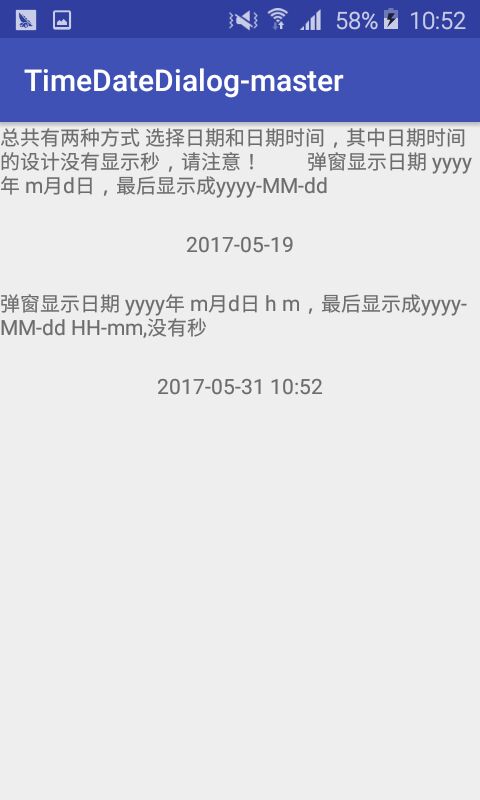 58% 10:52
TimeDateDialog-master
总共有两种方式 选择日期和日期时间，其中日期时间
的设计没有显示秒，请注意！ 弹窗显示日期 yyyy
年 m月d日，最后显示成yyyy-MM-dd
2017-05-19
弹窗显示日期 yyyy年 m月d日 h m，最后显示成yyyy-
MM-dd HH-mm,没有秒
2017-05-31 10:52